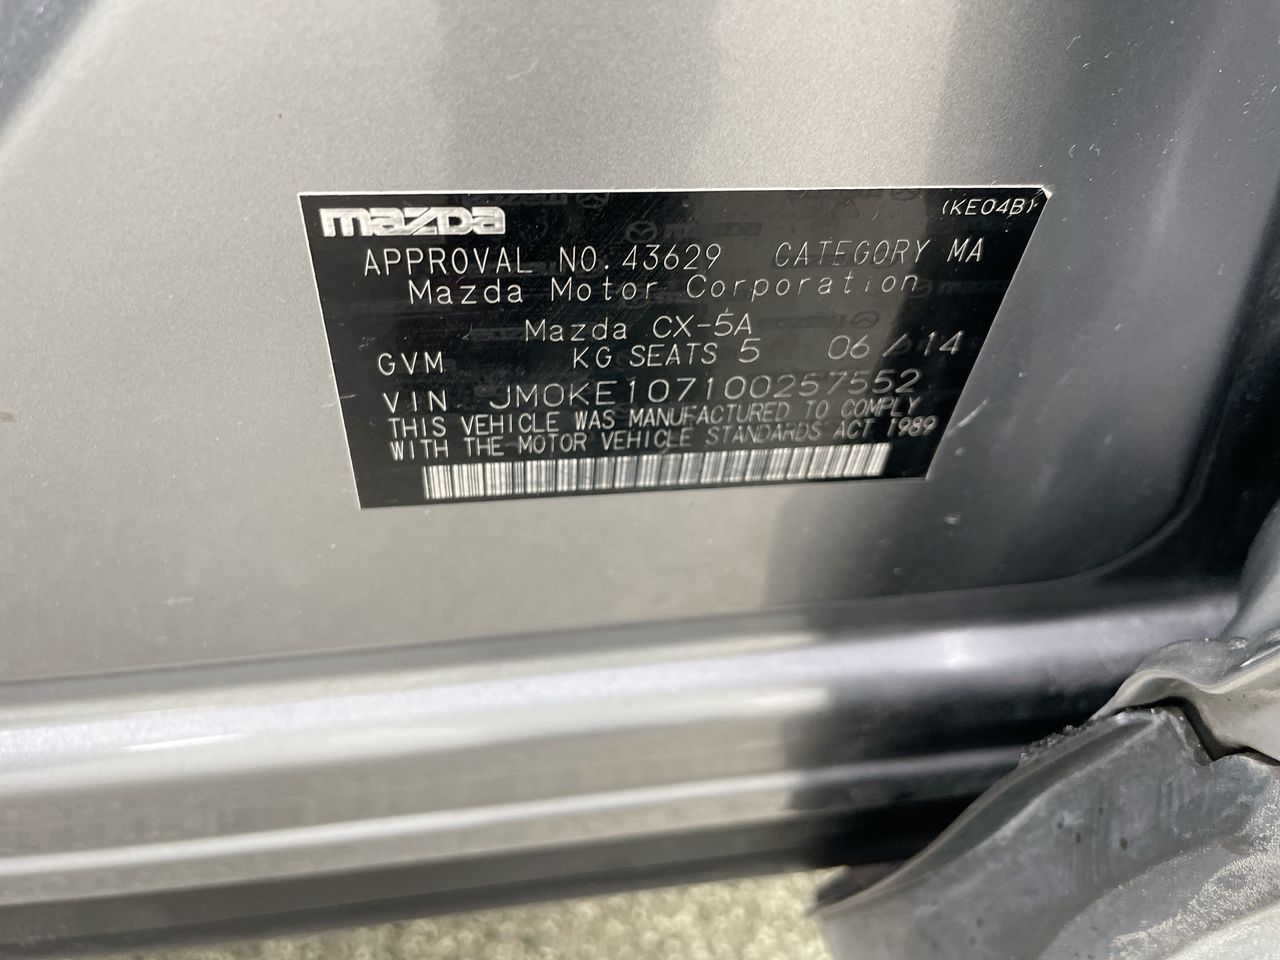 mazda
(KE04B)
APPROVAL NO. 43629 CATEGORY MA
Mazda Motor Corporation
Mazda CX-5A
GVM KG SEATS 5 06/14
VIN JM0KE107100257552
THIS VEHICLE WAS MANUFACTURED TO COMPLY
WITH THE MOTOR VEHICLE STANDARDS ACT 1989